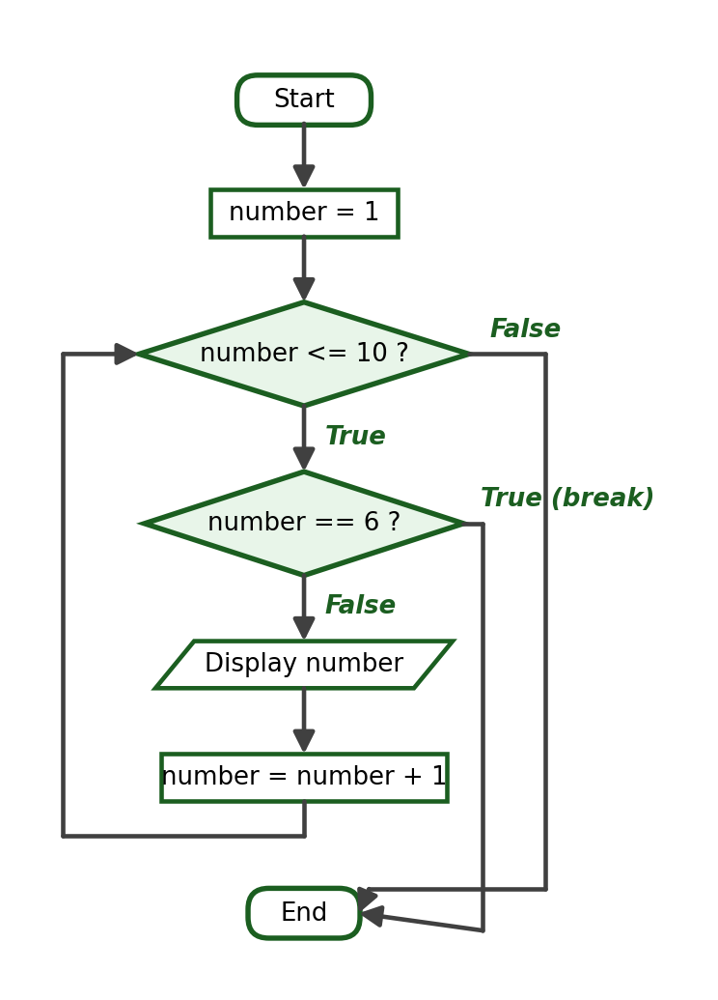 Start
number = 1
number <= 10 ?
False
True
number == 6 ?
True (break)
False
Display number
number = number + 1
End